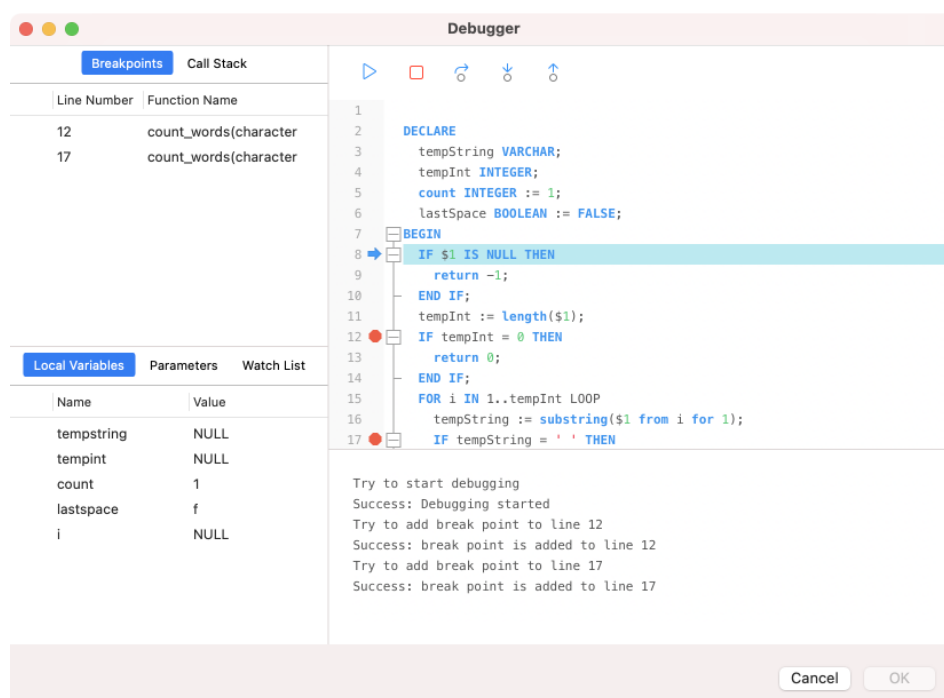 Debugger
Breakpoints Call Stack
Line Number Function Name
12 count_words(character
17 count_words(character
Local Variables Parameters Watch List
Name Value
tempstring NULL
tempint NULL
count 1
lastspace f
i NULL
1
2 DECLARE
3 tempString VARCHAR;
4 tempInt INTEGER;
5 count INTEGER := 1;
6 lastSpace BOOLEAN := FALSE;
7 BEGIN
8 IF $1 IS NULL THEN
9 return -1;
10 END IF;
11 tempInt := length($1);
12 IF tempInt = 0 THEN
13 return 0;
14 END IF;
15 FOR i IN 1..tempInt LOOP
16 tempString := substring($1 from i for 1);
17 IF tempString = ' ' THEN
Try to start debugging
Success: Debugging started
Try to add break point to line 12
Success: break point is added to line 12
Try to add break point to line 17
Success: break point is added to line 17
Cancel OK